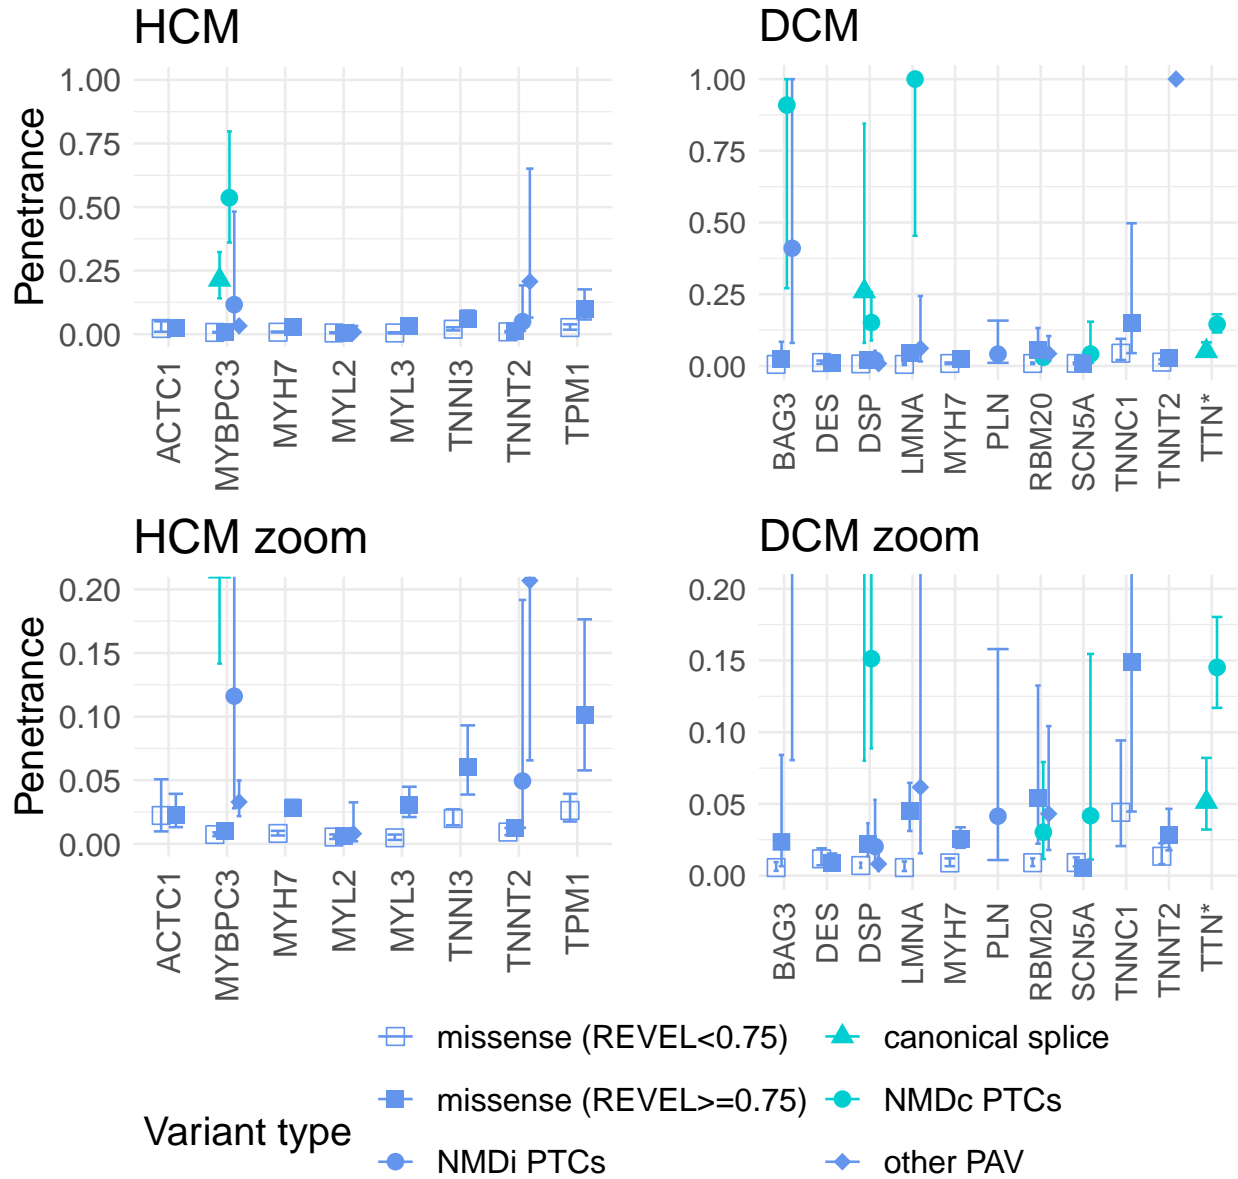 HCM
Penetrance
1.00
0.75
0.50
0.25
0.00
ACTC1
MYBPC3
MYH7
MYL2
MYL3
TNNI3
TNNT2
TPM1
DCM
1.00
0.75
0.50
0.25
0.00
BAG3
DES
DSP
LMNA
MYH7
PLN
RBM20
SCN5A
TNNC1
TNNT2
TTN*
HCM zoom
Penetrance
0.20
0.15
0.10
0.05
0.00
ACTC1
MYBPC3
MYH7
MYL2
MYL3
TNNI3
TNNT2
TPM1
DCM zoom
0.20
0.15
0.10
0.05
0.00
BAG3
DES
DSP
LMNA
MYH7
PLN
RBM20
SCN5A
TNNC1
TNNT2
TTN*
Variant type
missense (REVEL<0.75)
missense (REVEL>=0.75)
NMDi PTCs
canonical splice
NMDc PTCs
other PAV